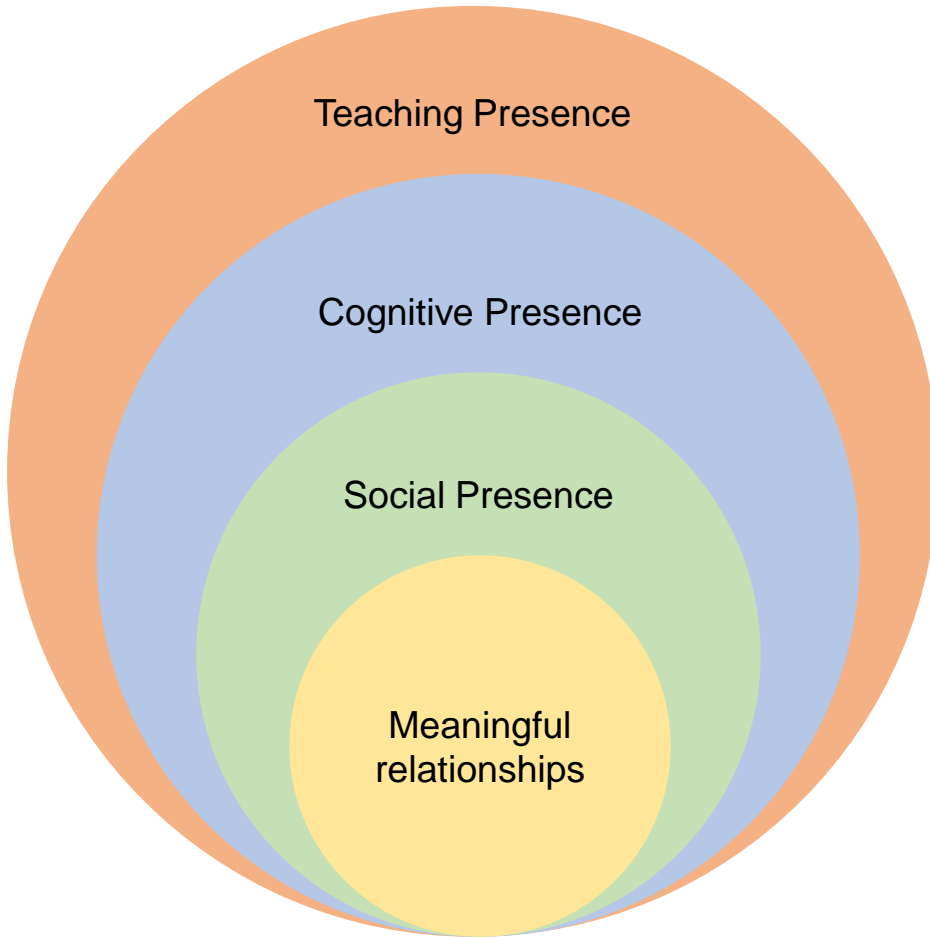 Teaching Presence
Cognitive Presence
Social Presence
Meaningful
relationships